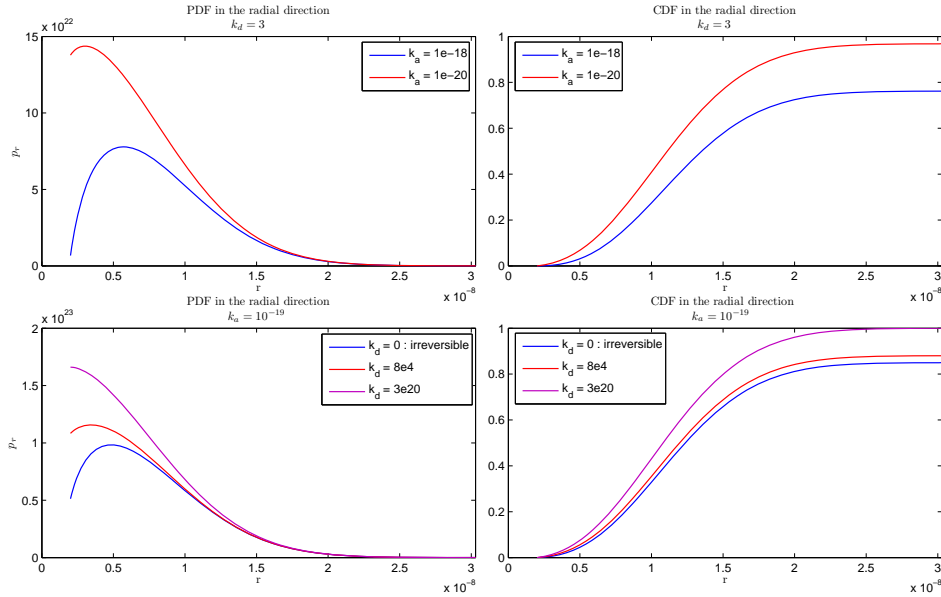 PDF in the radial direction
k_d = 3
x 10^22
15
10
5
0
p_r
k_a = 1e−18
k_a = 1e−20
0 0.5 1 1.5 2 2.5 3
r
x 10^−8
CDF in the radial direction
k_d = 3
1
0.8
0.6
0.4
0.2
0
k_a = 1e−18
k_a = 1e−20
0 0.5 1 1.5 2 2.5 3
r
x 10^−8
PDF in the radial direction
k_a = 10^−19
x 10^23
2
1.5
1
0.5
0
p_r
k_d = 0 : irreversible
k_d = 8e4
k_d = 3e20
0 0.5 1 1.5 2 2.5 3
r
x 10^−8
CDF in the radial direction
k_a = 10^−19
1
0.8
0.6
0.4
0.2
0
k_d = 0 : irreversible
k_d = 8e4
k_d = 3e20
0 0.5 1 1.5 2 2.5 3
r
x 10^−8